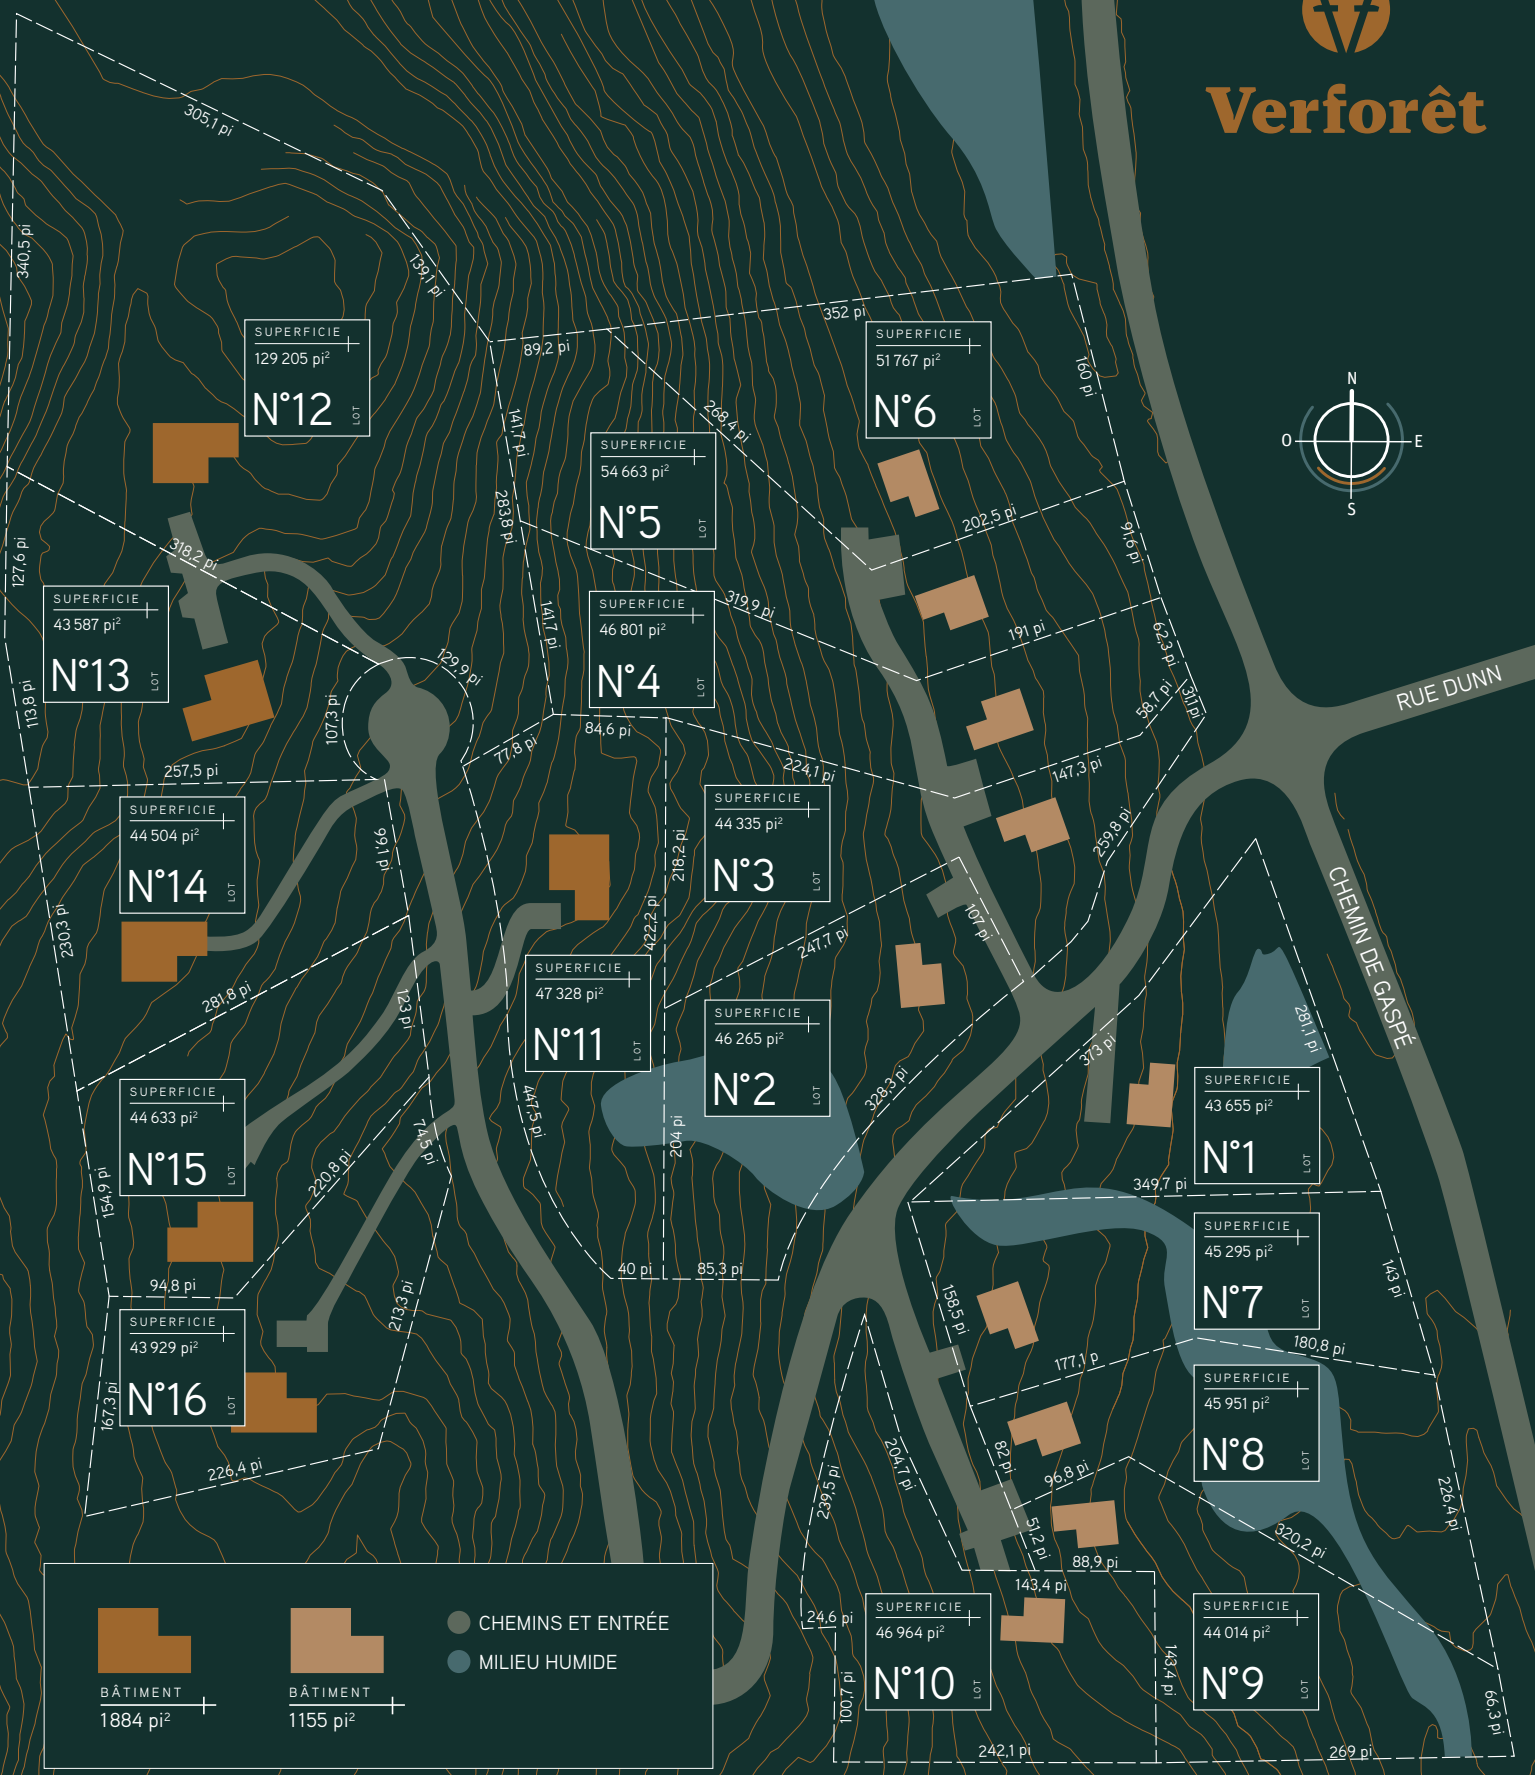 Verforêt
305,1 pi
340,5 pi
139,1 pi
SUPERFICIE
129 205 pi²
N°12
LOT
89,2 pi
352 pi
SUPERFICIE
51 767 pi²
N°6
LOT
160 pi
N
O
E
S
141,7 pi
268,4 pi
SUPERFICIE
54 663 pi²
N°5
LOT
283,8 pi
202,5 pi
91,6 pi
127,6 pi
318,2 pi
SUPERFICIE
43 587 pi²
N°13
LOT
141,7 pi
SUPERFICIE
46 801 pi²
N°4
LOT
319,9 pi
191 pi
62,3 pi
129,9 pi
113,8 pi
107,3 pi
58,7 pi
31,1 pi
RUE DUNN
77,8 pi
84,6 pi
257,5 pi
224,1 pi
147,3 pi
SUPERFICIE
44 504 pi²
N°14
LOT
99,1 pi
218,2 pi
SUPERFICIE
44 335 pi²
N°3
LOT
259,8 pi
230,3 pi
422,2 pi
247,7 pi
107 pi
CHEMIN DE GASPÉ
281,8 pi
123 pi
SUPERFICIE
47 328 pi²
N°11
LOT
SUPERFICIE
46 265 pi²
N°2
LOT
281,1 pi
373 pi
328,3 pi
SUPERFICIE
43 655 pi²
N°1
LOT
SUPERFICIE
44 633 pi²
N°15
LOT
447,5 pi
204 pi
74,5 pi
220,8 pi
154,9 pi
349,7 pi
SUPERFICIE
45 295 pi²
N°7
LOT
94,8 pi
40 pi
85,3 pi
213,3 pi
158,5 pi
143 pi
SUPERFICIE
43 929 pi²
N°16
LOT
167,3 pi
177,1 p
180,8 pi
SUPERFICIE
45 951 pi²
N°8
LOT
226,4 pi
204,7 pi
239,5 pi
82 pi
96,8 pi
226,4 pi
51,2 pi
320,2 pi
88,9 pi
143,4 pi
24,6 pi
SUPERFICIE
46 964 pi²
N°10
LOT
SUPERFICIE
44 014 pi²
N°9
LOT
100,7 pi
143,4 pi
66,3 pi
242,1 pi
269 pi
CHEMINS ET ENTRÉE
MILIEU HUMIDE
BÂTIMENT
1 884 pi²
BÂTIMENT
1 155 pi²